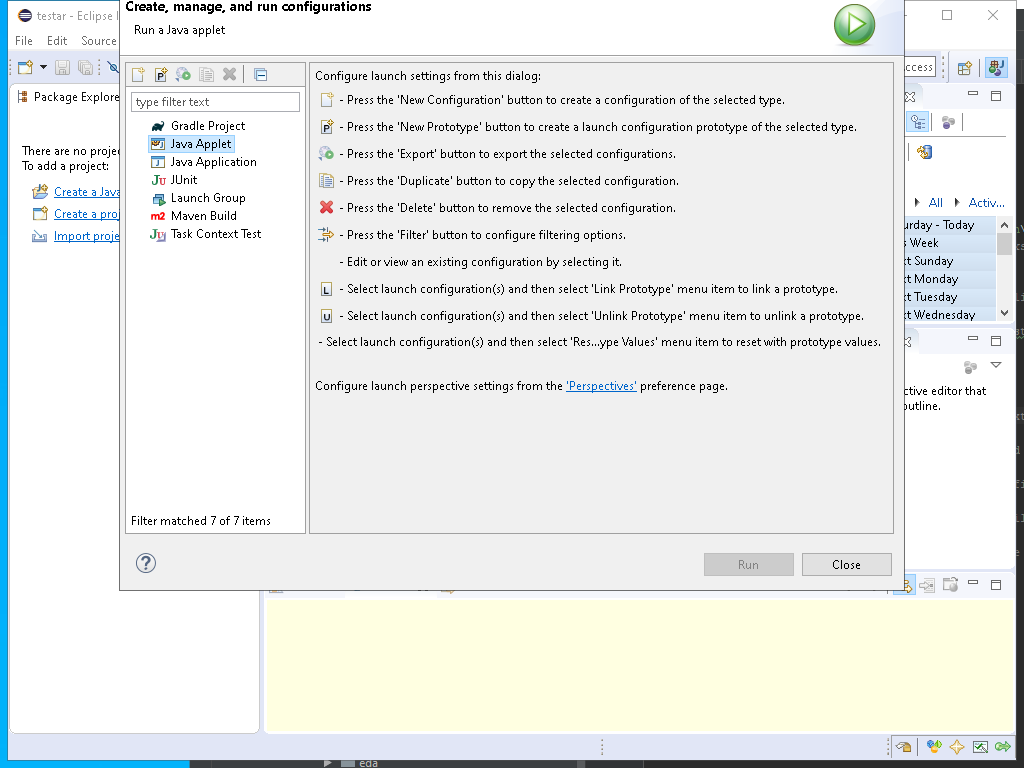 Create, manage, and run configurations
testar - Eclipse I
Run a Java applet
File Edit Source
cess
Package Explore
type filter text
Configure launch settings from this dialog:
- Press the 'New Configuration' button to create a configuration of the selected type.
Gradle Project
- Press the 'New Prototype' button to create a launch configuration prototype of the selected type.
There are no projec
Java Applet
To add a project:
Java Application
- Press the 'Export' button to export the selected configurations.
JUnit
- Press the 'Duplicate' button to copy the selected configuration.
Create a Java
Launch Group
All Activ...
- Press the 'Delete' button to remove the selected configuration.
Create a proj
Maven Build
urday - Today
Import proje
Task Context Test
- Press the 'Filter' button to configure filtering options.
s Week
- Edit or view an existing configuration by selecting it.
xt Sunday
xt Monday
- Select launch configuration(s) and then select 'Link Prototype' menu item to link a prototype.
xt Tuesday
- Select launch configuration(s) and then select 'Unlink Prototype' menu item to unlink a prototype.
xt Wednesday
- Select launch configuration(s) and then select 'Res...ype Values' menu item to reset with prototype values.
Configure launch perspective settings from the 'Perspectives' preference page.
ctive editor that
outline.
Filter matched 7 of 7 items
Run
Close
eda